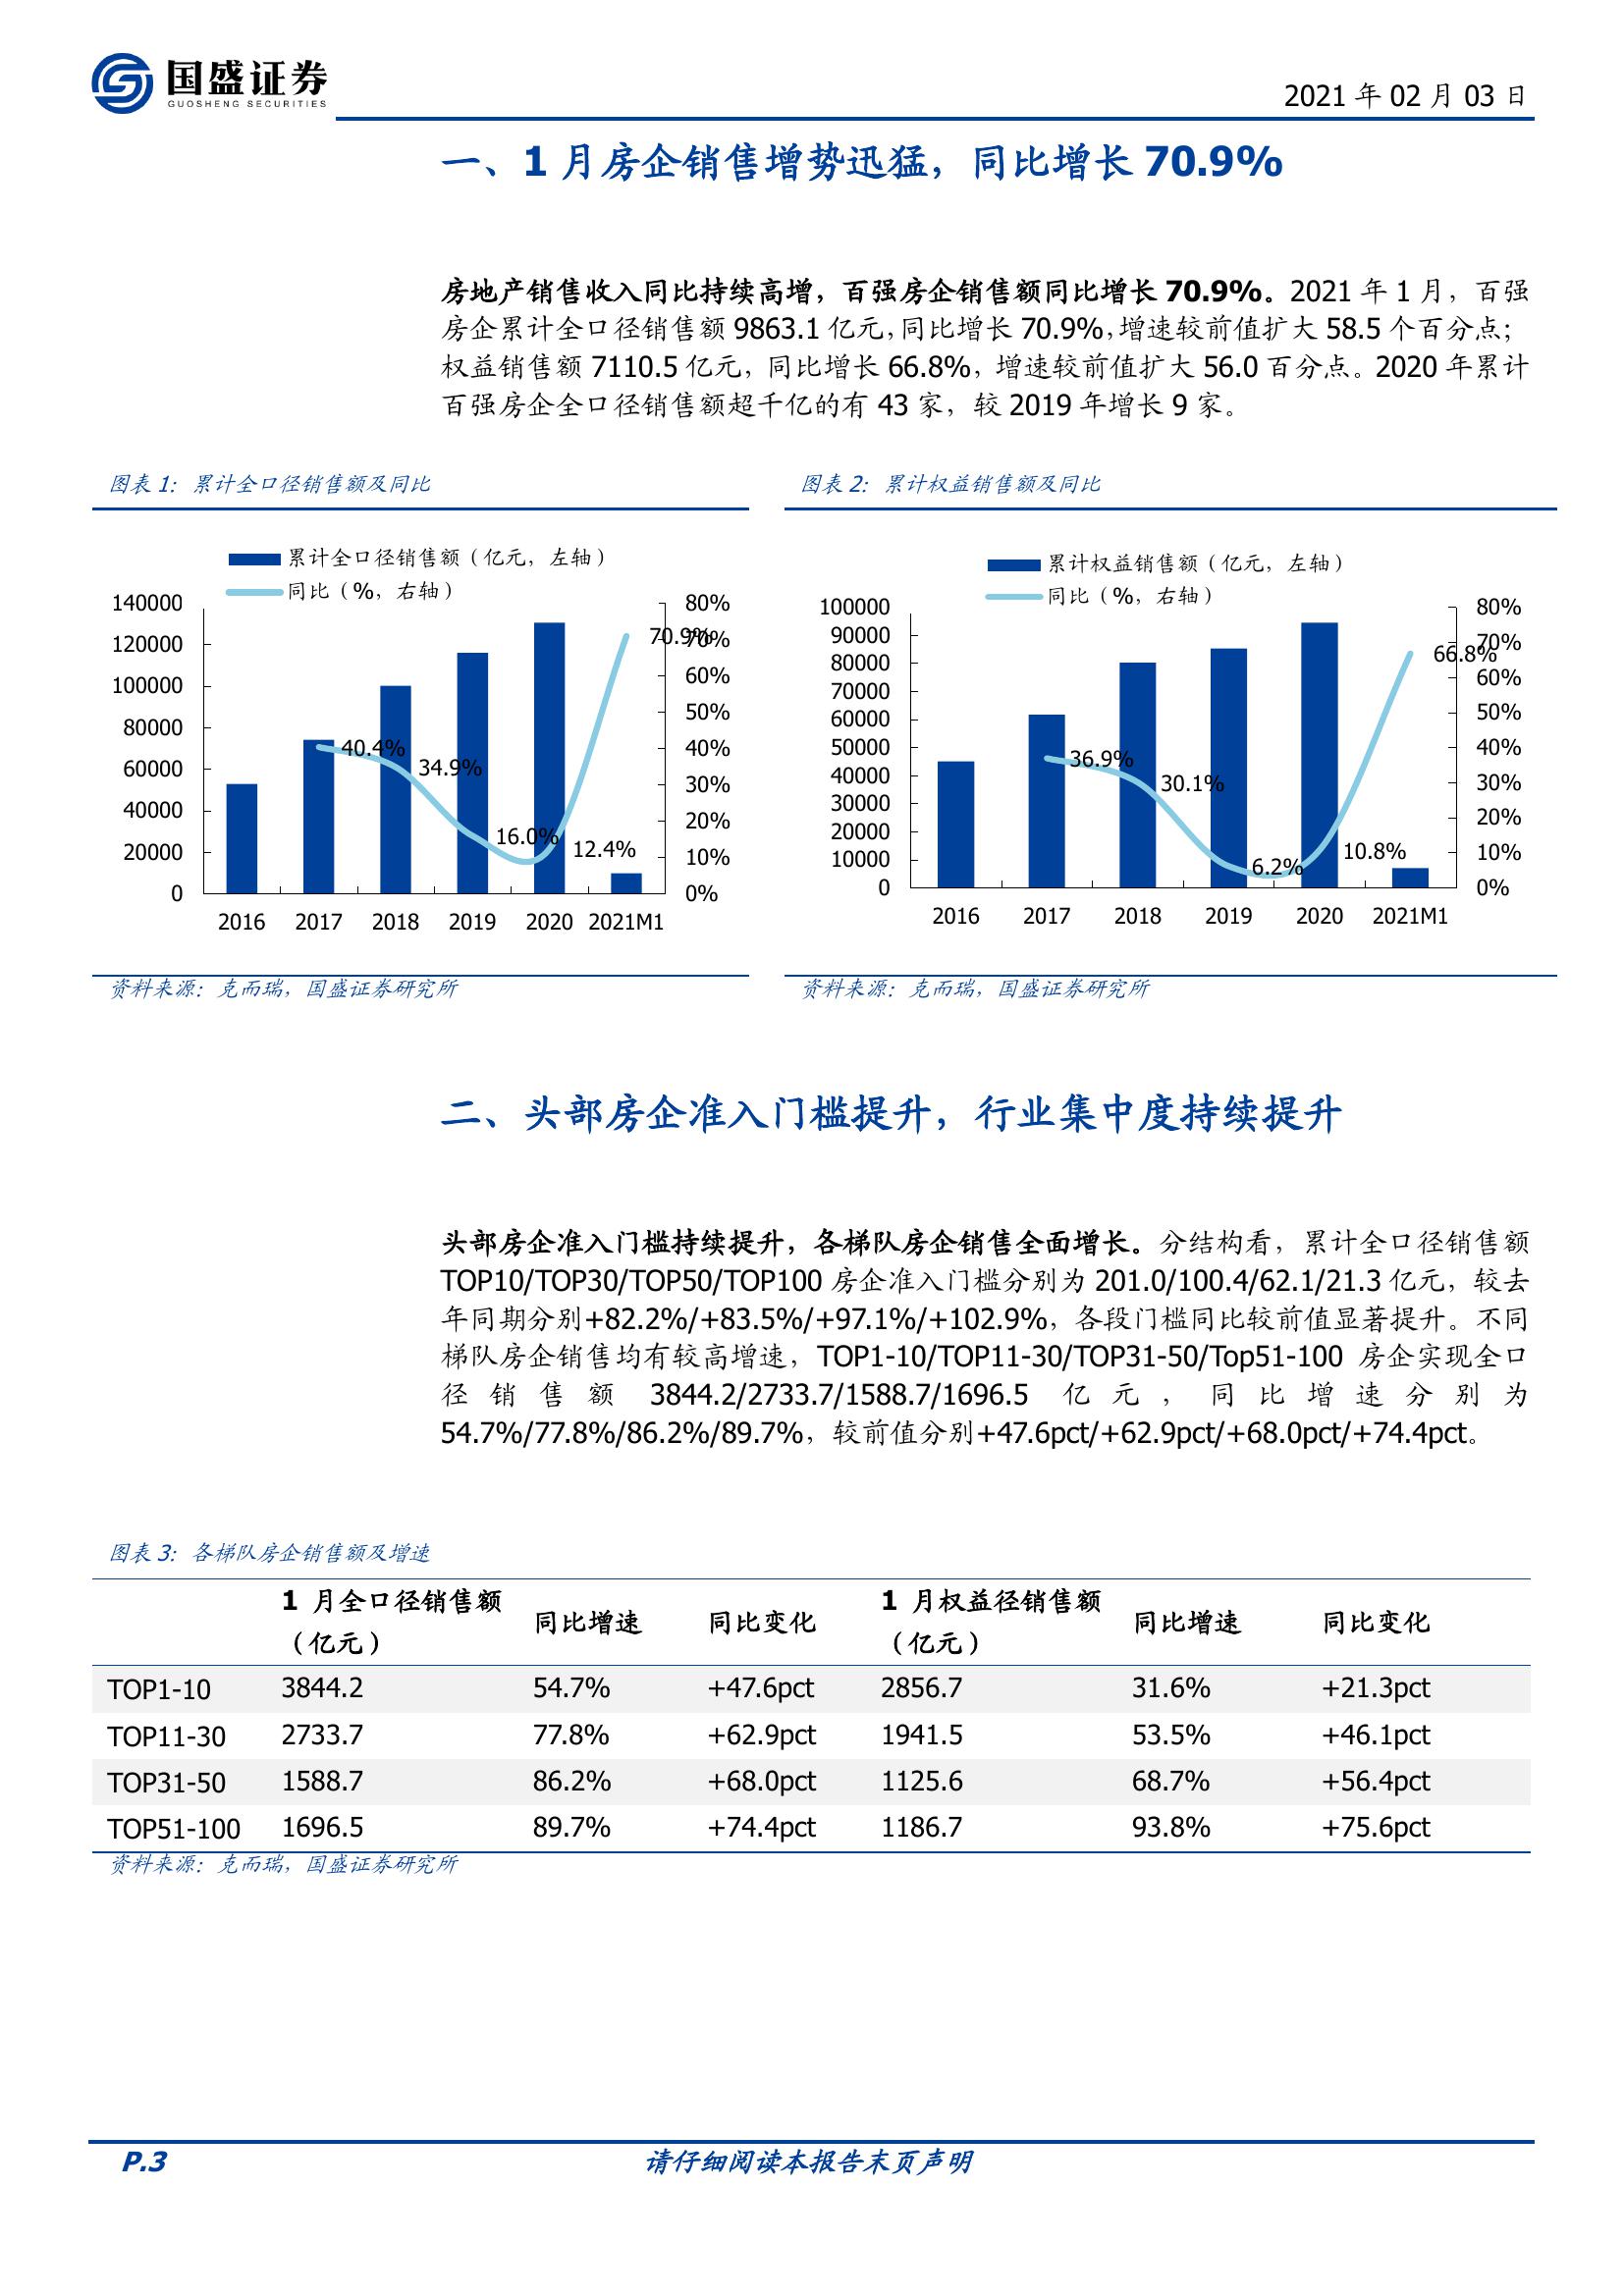 国盛证券
GUOSHENG SECURITIES
2021 年 02 月 03 日
一、1 月房企销售增势迅猛，同比增长 70.9%
房地产销售收入同比持续高增，百强房企销售额同比增长 70.9%。2021 年 1 月，百强
房企累计全口径销售额 9863.1 亿元，同比增长 70.9%，增速较前值扩大 58.5 个百分点；
权益销售额 7110.5 亿元，同比增长 66.8%，增速较前值扩大 56.0 百分点。2020 年累计
百强房企全口径销售额超千亿的有 43 家，较 2019 年增长 9 家。
图表 1：累计全口径销售额及同比
累计全口径销售额（亿元，左轴）
同比（%，右轴）
140000
120000
100000
80000
60000
40000
20000
0
80%
70%
60%
50%
40%
30%
20%
10%
0%
40.4%
34.9%
16.0%
12.4%
70.9%
2016 2017 2018 2019 2020 2021M1
资料来源：克而瑞，国盛证券研究所
图表 2：累计权益销售额及同比
累计权益销售额（亿元，左轴）
同比（%，右轴）
100000
90000
80000
70000
60000
50000
40000
30000
20000
10000
0
80%
70%
60%
50%
40%
30%
20%
10%
0%
36.9%
30.1%
6.2%
10.8%
66.8%
2016 2017 2018 2019 2020 2021M1
资料来源：克而瑞，国盛证券研究所
二、头部房企准入门槛提升，行业集中度持续提升
头部房企准入门槛持续提升，各梯队房企销售全面增长。分结构看，累计全口径销售额
TOP10/TOP30/TOP50/TOP100 房企准入门槛分别为 201.0/100.4/62.1/21.3 亿元，较去
年同期分别+82.2%/+83.5%/+97.1%/+102.9%，各段门槛同比较前值显著提升。不同
梯队房企销售均有较高增速，TOP1-10/TOP11-30/TOP31-50/Top51-100 房企实现全口
径销售额 3844.2/2733.7/1588.7/1696.5 亿元，同比增速分别为
54.7%/77.8%/86.2%/89.7%，较前值分别+47.6pct/+62.9pct/+68.0pct/+74.4pct。
图表 3：各梯队房企销售额及增速
1 月全口径销售额（亿元） 同比增速 同比变化 1 月权益径销售额（亿元） 同比增速 同比变化
TOP1-10 3844.2 54.7% +47.6pct 2856.7 31.6% +21.3pct
TOP11-30 2733.7 77.8% +62.9pct 1941.5 53.5% +46.1pct
TOP31-50 1588.7 86.2% +68.0pct 1125.6 68.7% +56.4pct
TOP51-100 1696.5 89.7% +74.4pct 1186.7 93.8% +75.6pct
资料来源：克而瑞，国盛证券研究所
P.3
请仔细阅读本报告末页声明